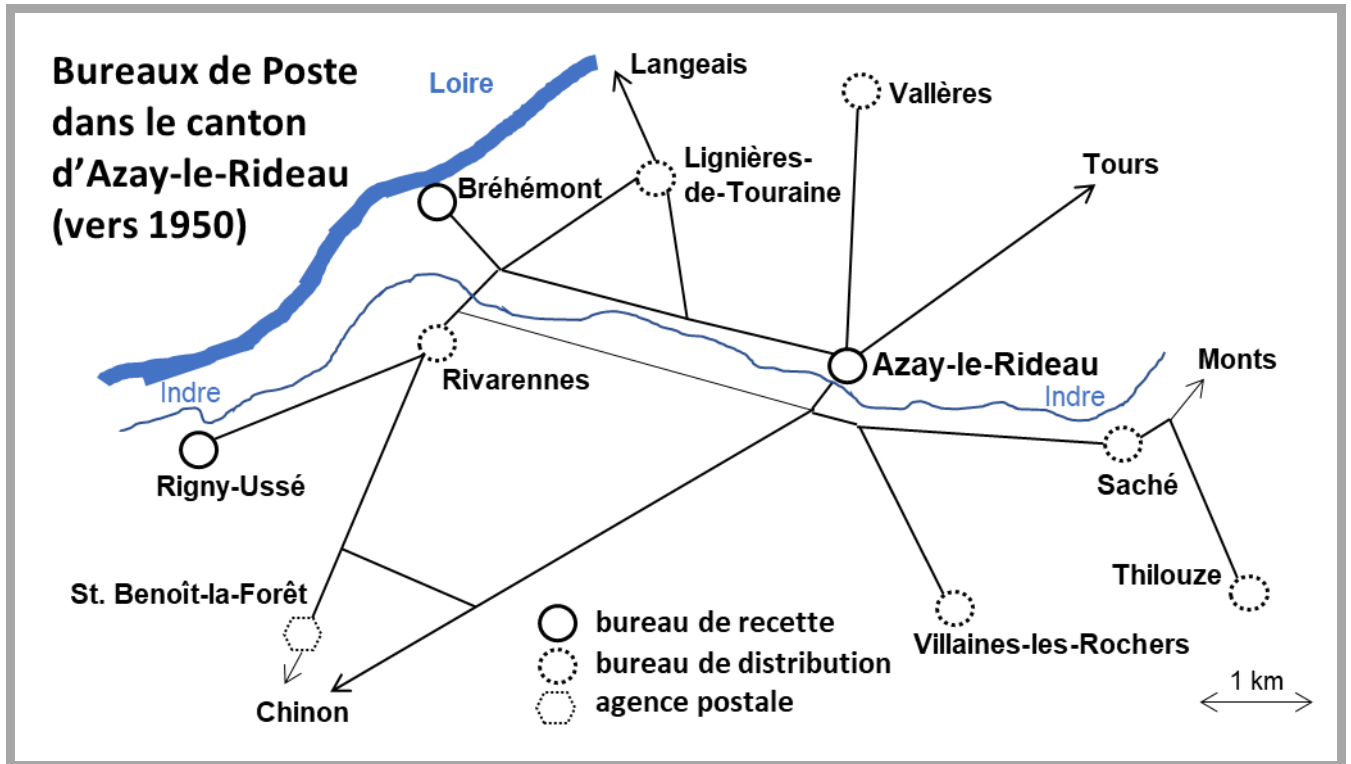 Bureaux de Poste
dans le canton
d'Azay-le-Rideau
(vers 1950)
Loire
Langeais
Vallères
Lignières-
de-Touraine
Tours
Bréhémont
Rivarennes
Azay-le-Rideau
Monts
Indre
Indre
Rigny-Ussé
Saché
St. Benoît-la-Forêt
Thilouze
Villaines-les-Rochers
Chinon
bureau de recette
bureau de distribution
agence postale
1 km